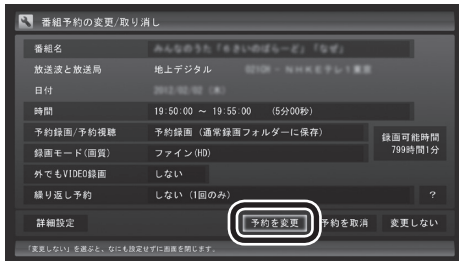 番組予約の変更/取り消し
番組名
放送波と放送局 地上デジタル
日付
時間 19:50:00 ~ 19:55:00 (5分00秒)
予約録画/予約視聴 予約録画 (通常録画フォルダーに保存)
録画可能時間
799時間1分
録画モード(画質) ファイン(HD)
外でもVIDEO録画 しない
繰り返し予約 しない (1回のみ) ?
詳細設定 予約を変更 予約を取消 変更しない
「変更しない」を選ぶと、なにも設定せずに画面を閉じます。